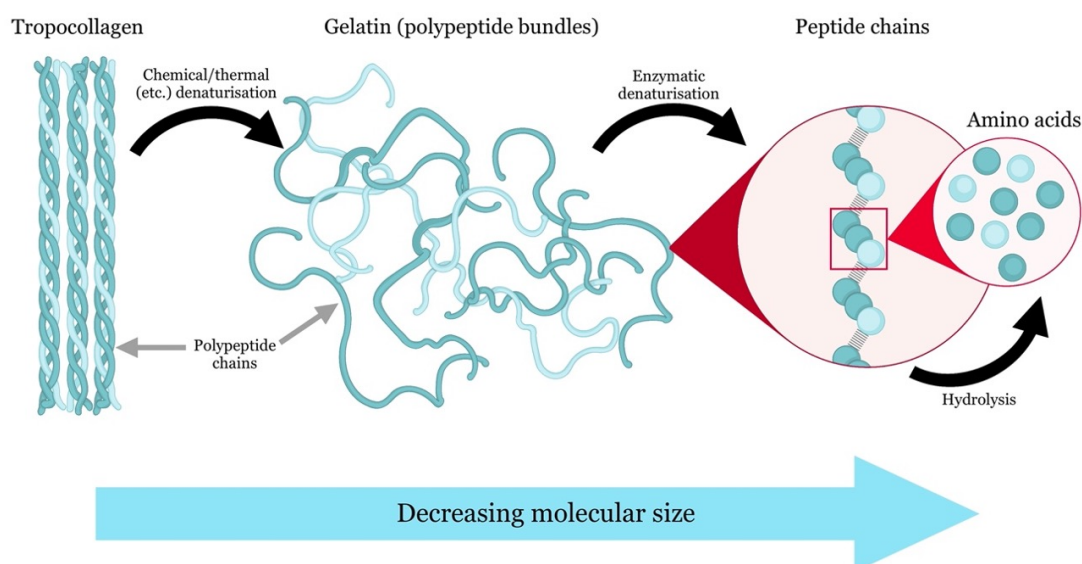 Tropocollagen
Gelatin (polypeptide bundles)
Peptide chains
Chemical/thermal
(etc.) denaturisation
Enzymatic
denaturisation
Amino acids
Polypeptide
chains
Hydrolysis
Decreasing molecular size